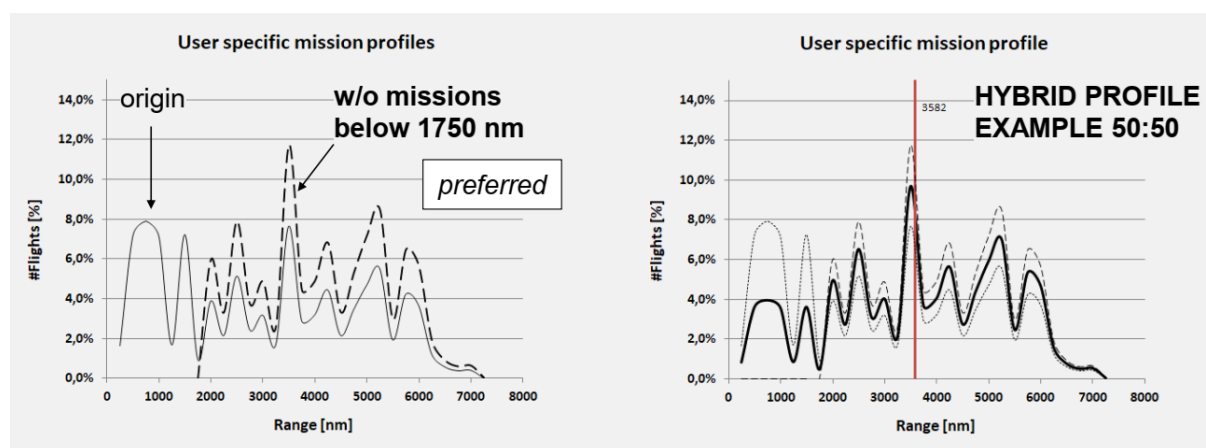 User specific mission profiles
origin
w/o missions
below 1750 nm
preferred
#Flights [%]
14,0%
12,0%
10,0%
8,0%
6,0%
4,0%
2,0%
0,0%
0 1000 2000 3000 4000 5000 6000 7000 8000
Range [nm]
User specific mission profile
3582
HYBRID PROFILE
EXAMPLE 50:50
#Flights [%]
14,0%
12,0%
10,0%
8,0%
6,0%
4,0%
2,0%
0,0%
0 1000 2000 3000 4000 5000 6000 7000 8000
Range [nm]